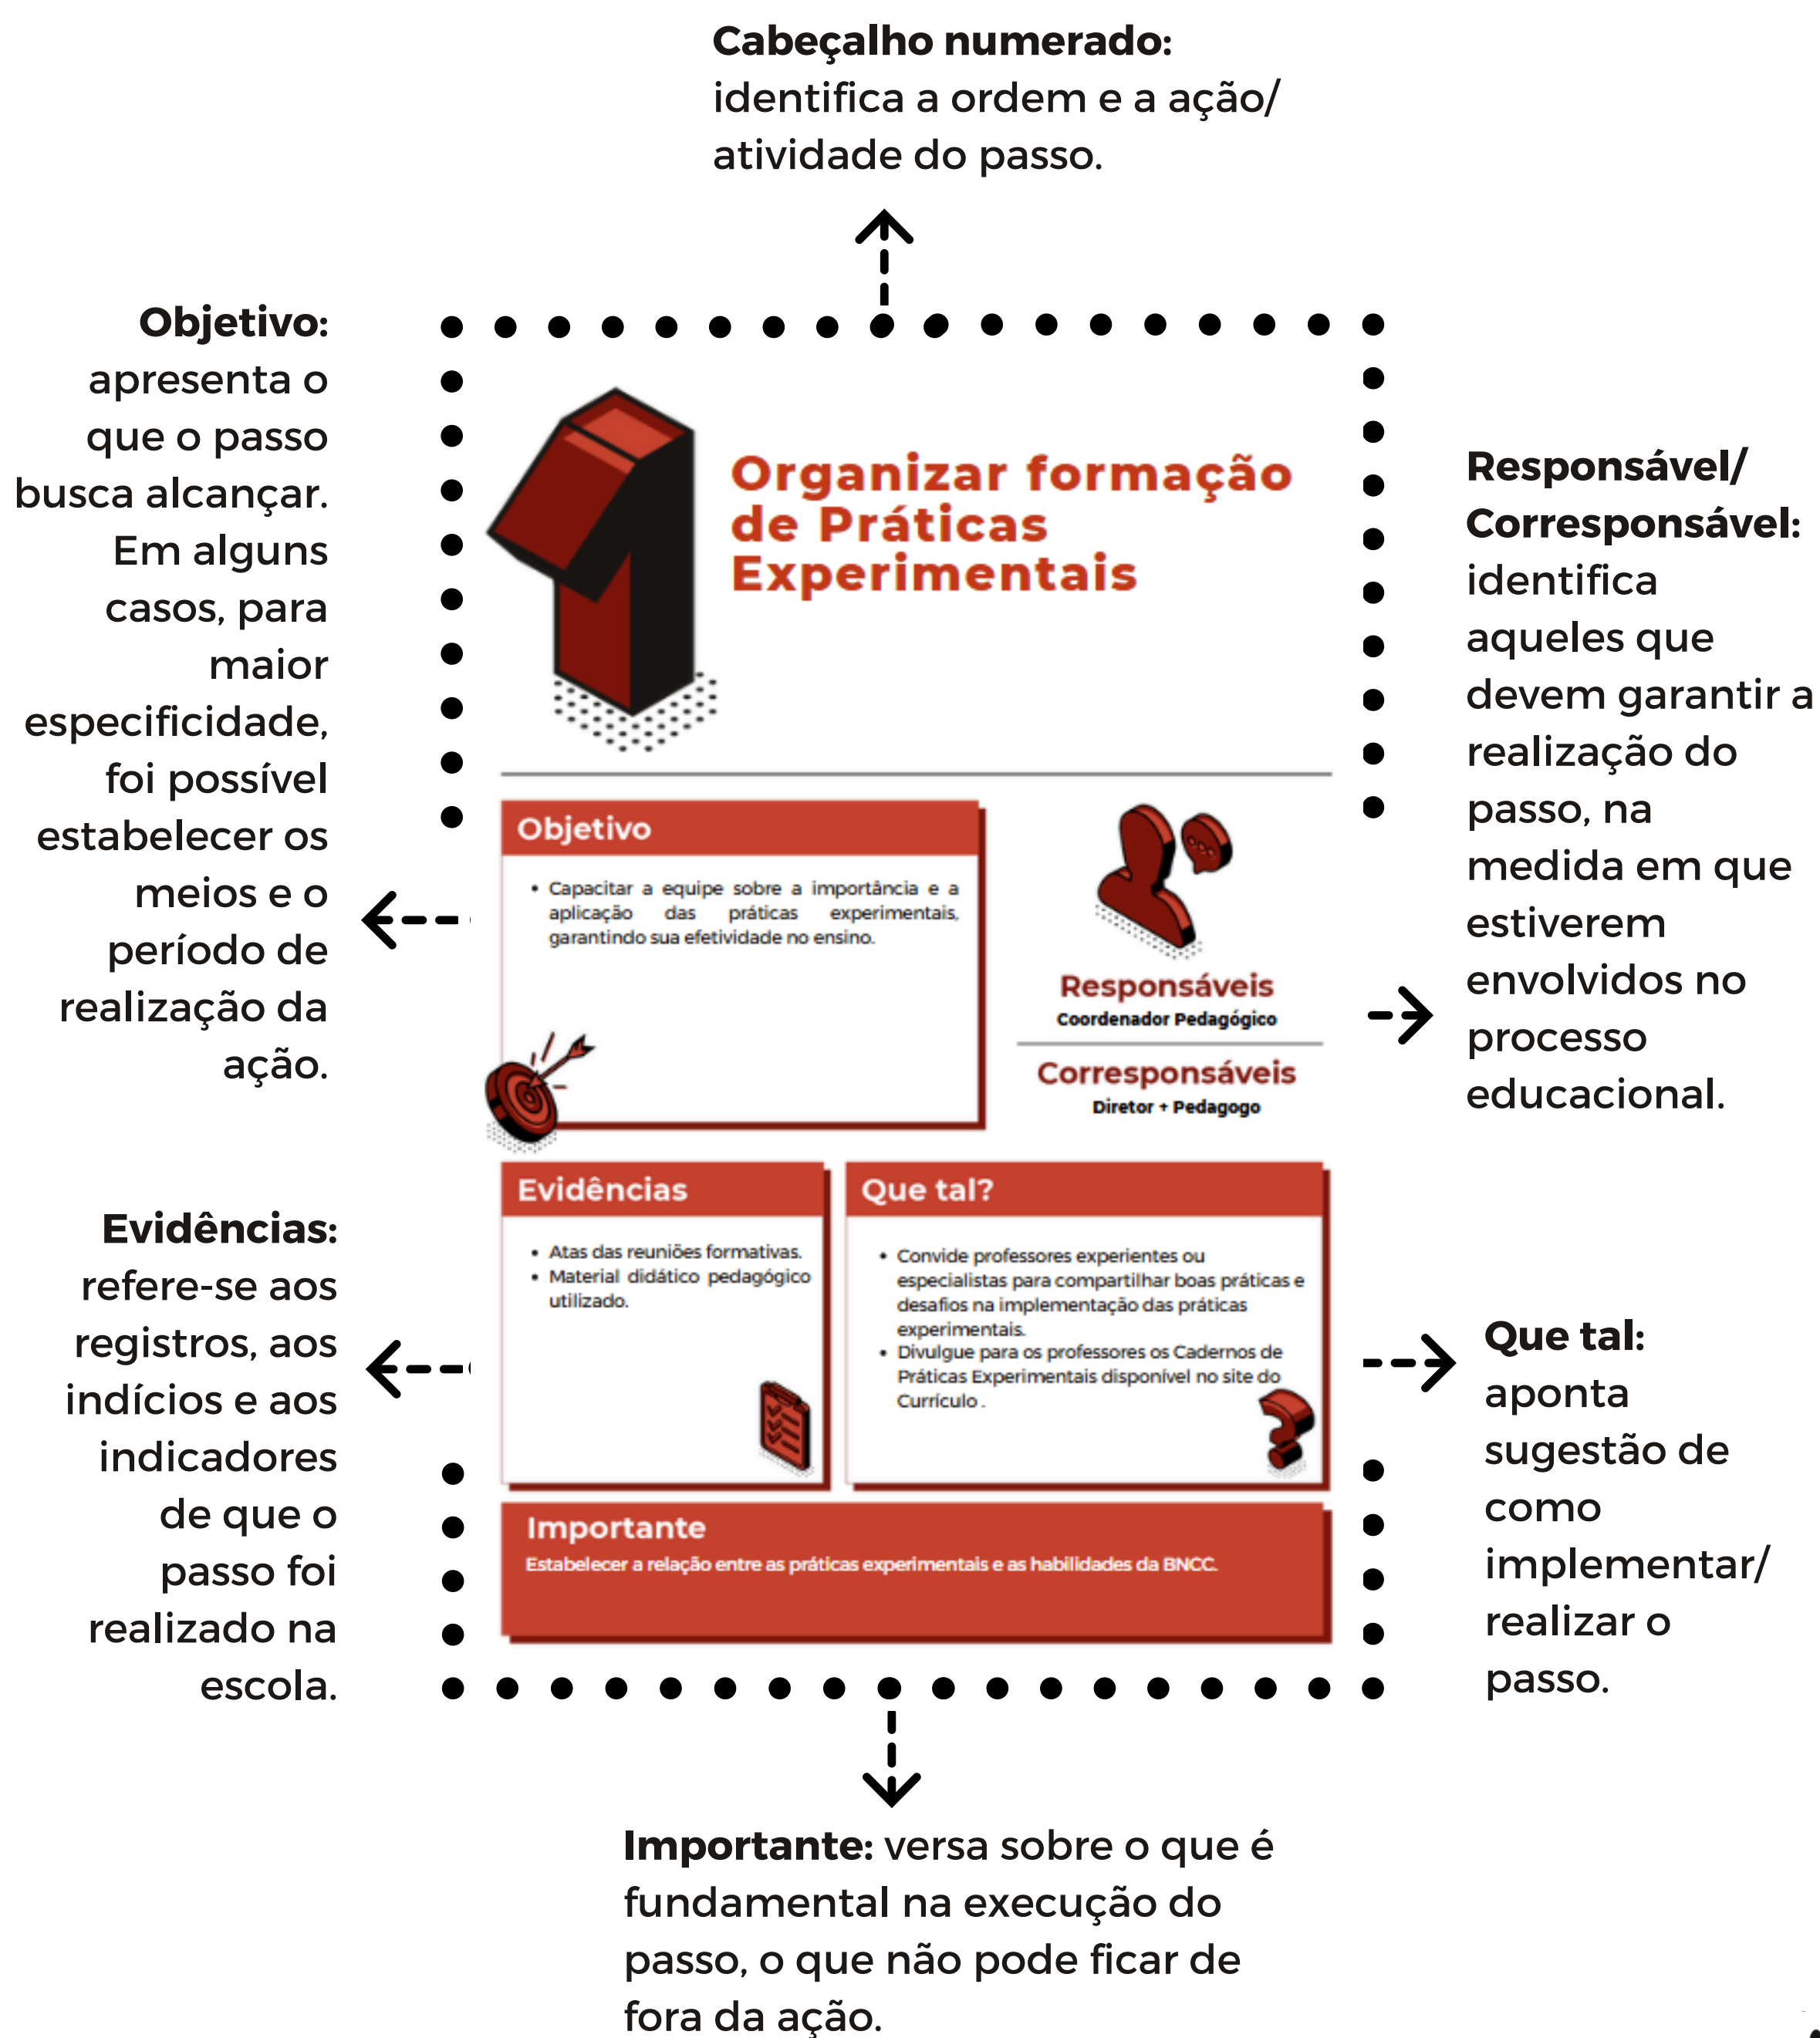 Cabeçalho numerado:
identifica a ordem e a ação/
atividade do passo.
Objetivo:
apresenta o
que o passo
busca alcançar.
Em alguns
casos, para
maior
especificidade,
foi possível
estabelecer os
meios e o
período de
realização da
ação.
Organizar formação
de Práticas
Experimentais
Objetivo
• Capacitar a equipe sobre a importância e a
aplicação das práticas experimentais,
garantindo sua efetividade no ensino.
Responsáveis
Coordenador Pedagógico
Corresponsáveis
Diretor + Pedagogo
Responsável/
Corresponsável:
identifica
aqueles que
devem garantir a
realização do
passo, na
medida em que
estiverem
envolvidos no
processo
educacional.
Evidências:
refere-se aos
registros, aos
indícios e aos
indicadores
de que o
passo foi
realizado na
escola.
Evidências
• Atas das reuniões formativas.
• Material didático pedagógico
utilizado.
Que tal?
• Convide professores experientes ou
especialistas para compartilhar boas práticas e
desafios na implementação das práticas
experimentais.
• Divulgue para os professores os Cadernos de
Práticas Experimentais disponível no site do
Currículo .
Que tal:
aponta
sugestão de
como
implementar/
realizar o
passo.
Importante
Estabelecer a relação entre as práticas experimentais e as habilidades da BNCC.
Importante: versa sobre o que é
fundamental na execução do
passo, o que não pode ficar de
fora da ação.